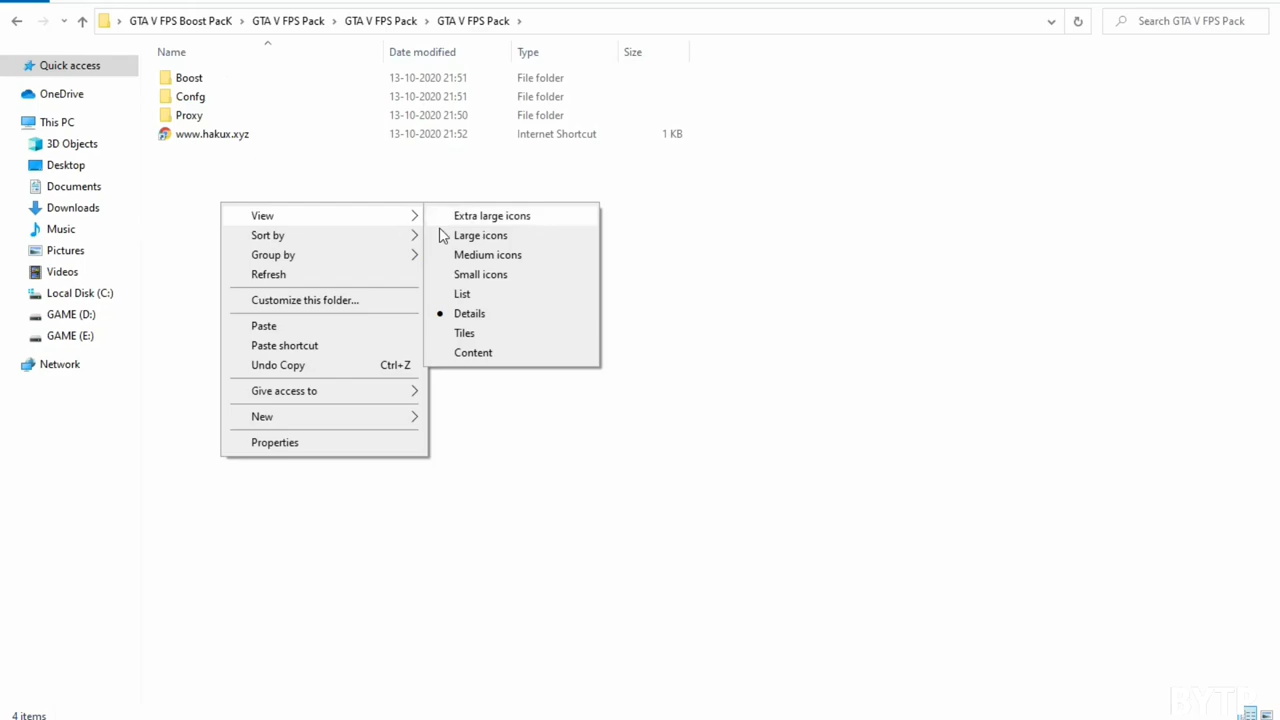 GTA V FPS Boost PacK > GTA V FPS Pack > GTA V FPS Pack > GTA V FPS Pack >
Search GTA V FPS Pack
Name Date modified Type Size
Quick access
OneDrive
This PC
3D Objects
Desktop
Documents
Downloads
Music
Pictures
Videos
Local Disk (C:)
GAME (D:)
GAME (E:)
Network
Boost 13-10-2020 21:51 File folder
Confg 13-10-2020 21:51 File folder
Proxy 13-10-2020 21:50 File folder
www.hakux.xyz 13-10-2020 21:52 Internet Shortcut 1 KB
View
Sort by
Group by
Refresh
Customize this folder...
Paste
Paste shortcut
Undo Copy Ctrl+Z
Give access to
New
Properties
Extra large icons
Large icons
Medium icons
Small icons
List
Details
Tiles
Content
4 items